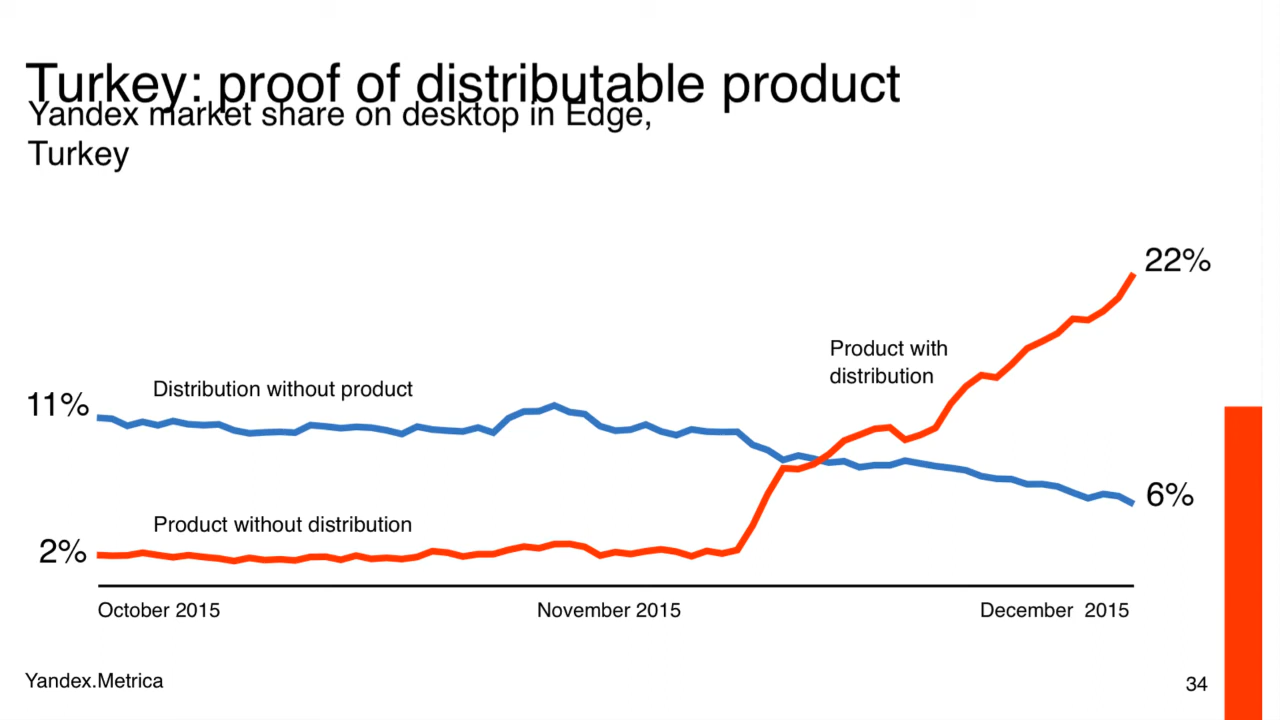 Turkey: proof of distributable product
Yandex market share on desktop in Edge,
Turkey
22%
Product with
distribution
Distribution without product
11%
6%
Product without distribution
2%
October 2015
November 2015
December 2015
Yandex.Metrica
34